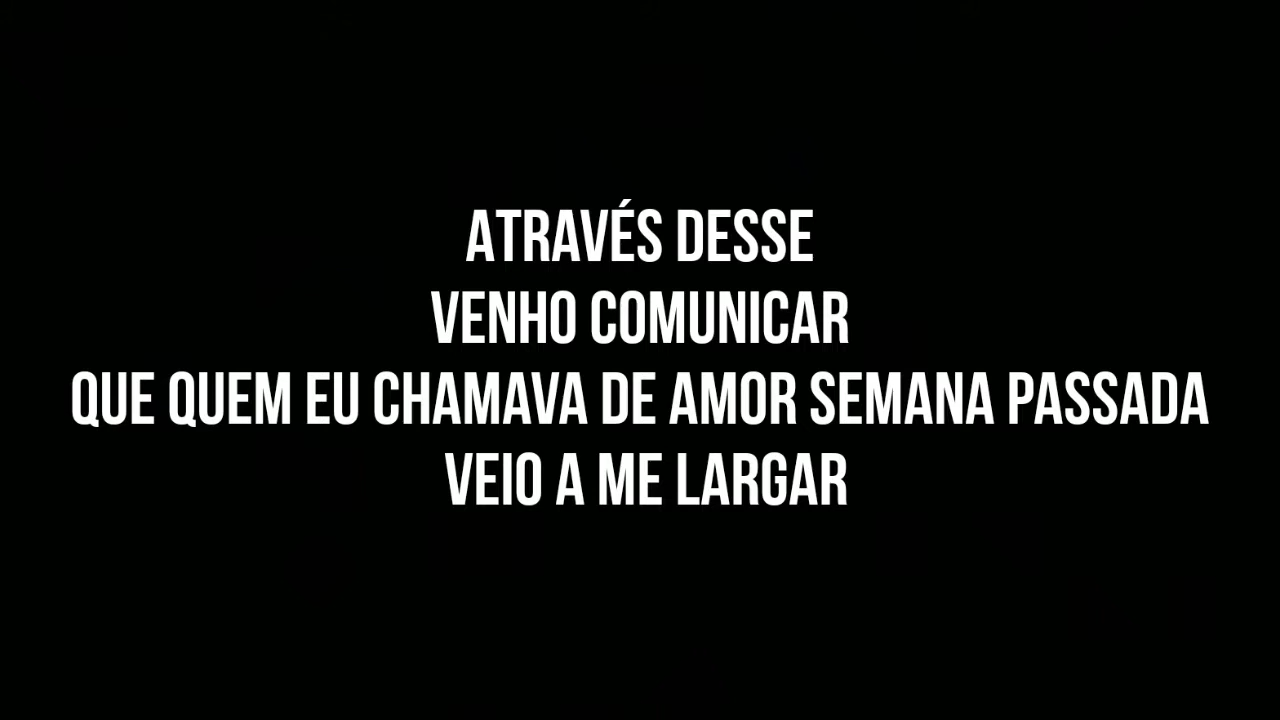 ATRAVÉS DESSE
VENHO COMUNICAR
QUE QUEM EU CHAMAVA DE AMOR SEMANA PASSADA
VEIO A ME LARGAR